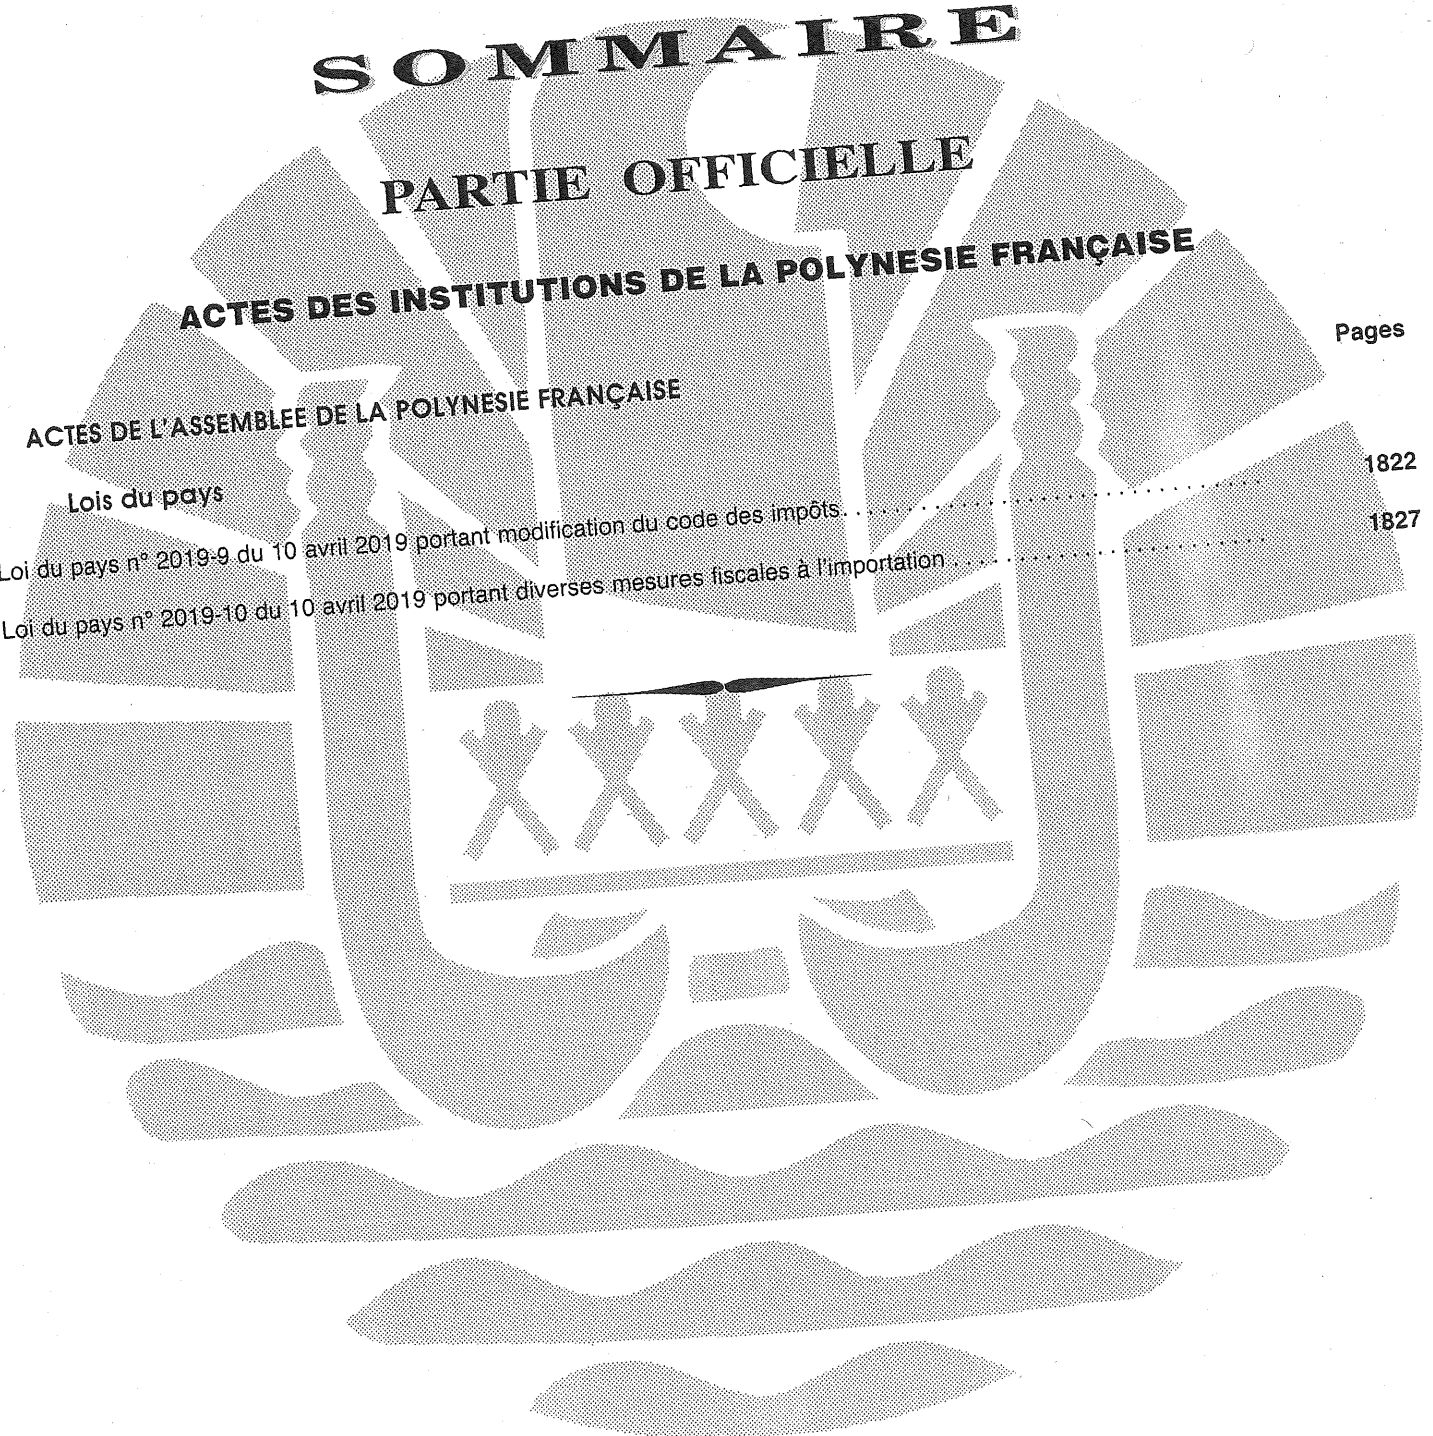 SOMMAIRE
PARTIE OFFICIELLE
ACTES DES INSTITUTIONS DE LA POLYNESIE FRANÇAISE
Pages
ACTES DE L'ASSEMBLEE DE LA POLYNESIE FRANÇAISE
Lois du pays
Loi du pays n° 2019-9 du 10 avril 2019 portant modification du code des impôts. . . . . . . . . . . . . . . . . . . . . . . . . . . . . . . . 1822
Loi du pays n° 2019-10 du 10 avril 2019 portant diverses mesures fiscales à l'importation . . . . . . . . . . . . . . . . . . . . . . . . 1827